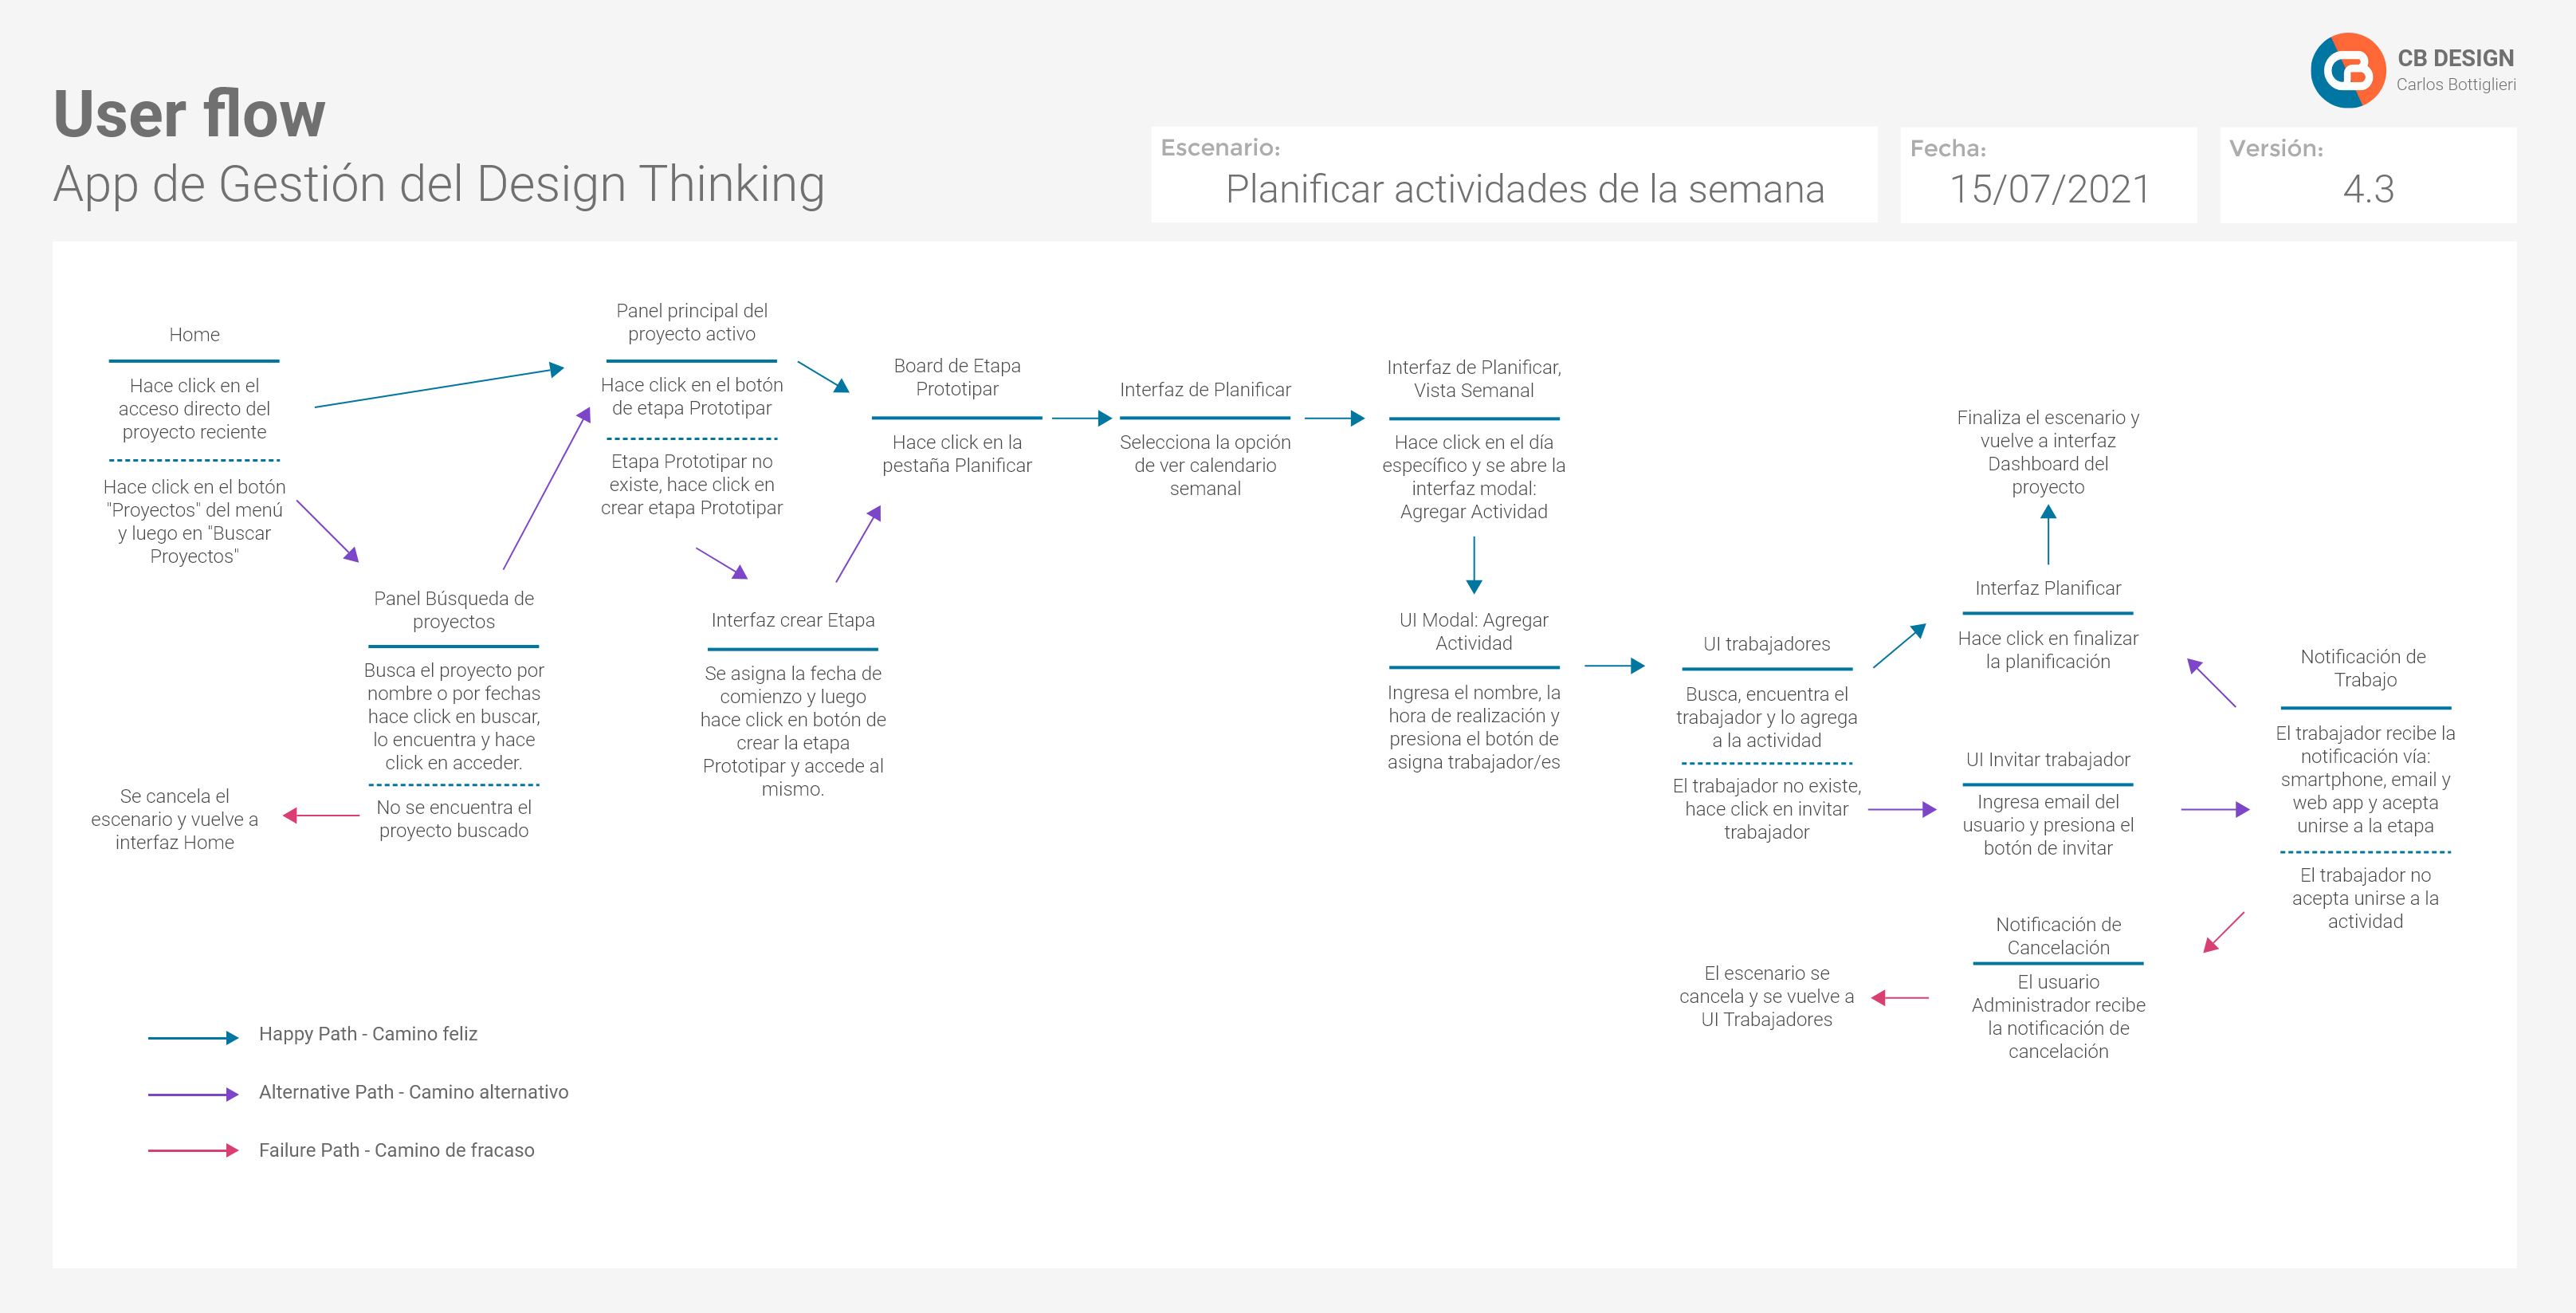 CB DESIGN
Carlos Bottiglieri
User flow
App de Gestión del Design Thinking
Escenario:
Planificar actividades de la semana
Fecha:
15/07/2021
Versión:
4.3
Home
Hace click en el
acceso directo del
proyecto reciente
Hace click en el botón
"Proyectos" del menú
y luego en "Buscar
Proyectos"
Panel Búsqueda de
proyectos
Busca el proyecto por
nombre o por fechas
hace click en buscar,
lo encuentra y hace
click en acceder.
No se encuentra el
proyecto buscado
Se cancela el
escenario y vuelve a
interfaz Home
Panel principal del
proyecto activo
Hace click en el botón
de etapa Prototipar
Etapa Prototipar no
existe, hace click en
crear etapa Prototipar
Interfaz crear Etapa
Se asigna la fecha de
comienzo y luego
hace click en botón de
crear la etapa
Prototipar y accede al
mismo.
Board de Etapa
Prototipar
Hace click en la
pestaña Planificar
Interfaz de Planificar
Selecciona la opción
de ver calendario
semanal
Interfaz de Planificar,
Vista Semanal
Hace click en el día
específico y se abre la
interfaz modal:
Agregar Actividad
UI Modal: Agregar
Actividad
Ingresa el nombre, la
hora de realización y
presiona el botón de
asigna trabajador/es
UI trabajadores
Busca, encuentra el
trabajador y lo agrega
a la actividad
El trabajador no existe,
hace click en invitar
trabajador
Finaliza el escenario y
vuelve a interfaz
Dashboard del
proyecto
Interfaz Planificar
Hace click en finalizar
la planificación
UI Invitar trabajador
Ingresa email del
usuario y presiona el
botón de invitar
Notificación de
Trabajo
El trabajador recibe la
notificación vía:
smartphone, email y
web app y acepta
unirse a la etapa
El trabajador no
acepta unirse a la
actividad
Notificación de
Cancelación
El usuario
Administrador recibe
la notificación de
cancelación
El escenario se
cancela y se vuelve a
UI Trabajadores
Happy Path - Camino feliz
Alternative Path - Camino alternativo
Failure Path - Camino de fracaso